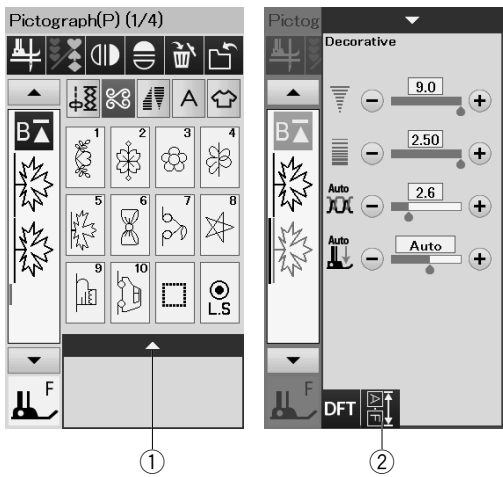 Pictograph(P) (1/4)
A
B
1 2 3 4
5 6 7 8
9 10 L.S
F
①
Pictog
Decorative
9.0
2.50
B
Auto 2.6
Auto Auto
F
DFT A-F
②